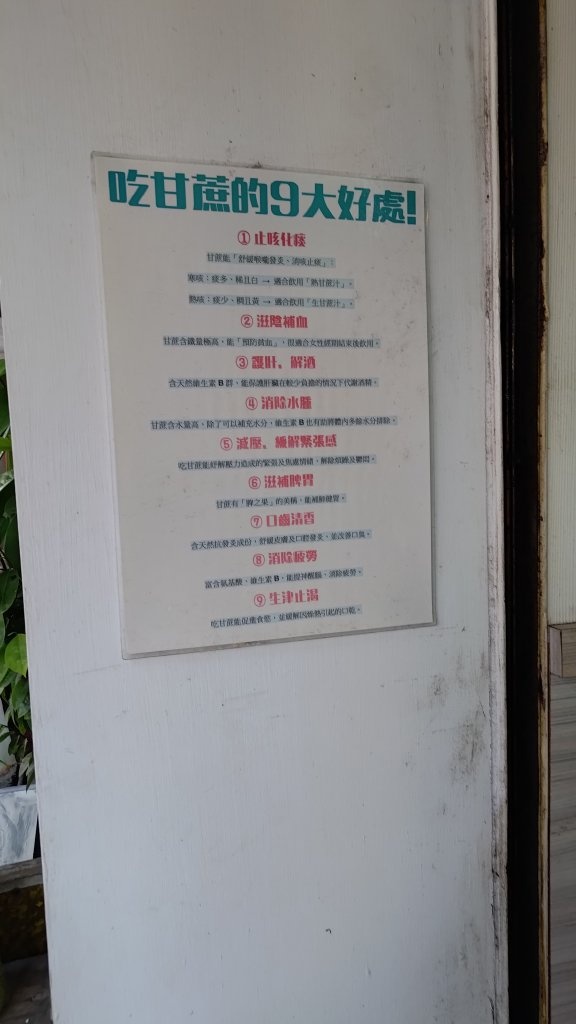 吃甘蔗的9大好處!
① 止咳化痰
甘蔗能「舒緩喉嚨發炎、消咳止痰」：
寒咳：痰多、稀且白 → 適合飲用「熟甘蔗汁」。
熱咳：痰少、稠且黃 → 適合飲用「生甘蔗汁」。
② 滋陰補血
甘蔗含鐵量極高，能「預防貧血」，很適合女性經期結束後飲用。
③ 護肝、解酒
含天然維生素 B 群、能保護肝臟在較少負擔的情況下代謝酒精。
④ 消除水腫
甘蔗含水量高、除了可以補充水分，維生素 B 也有助將體內多餘水分排除。
⑤ 減壓、緩解緊張感
吃甘蔗能紓解壓力造成的緊張及焦慮情緒、解除煩躁及鬱悶。
⑥ 滋補脾胃
甘蔗有「脾之果」的美稱，能補肺健胃。
⑦ 口齒清香
含天然抗發炎成份，舒緩皮膚及口腔發炎、並改善口臭。
⑧ 消除疲勞
富含氨基酸、維生素 B、能提神醒腦、消除疲勞。
⑨ 生津止渴
吃甘蔗能促進食慾，並緩解因燥熱引起的口乾。